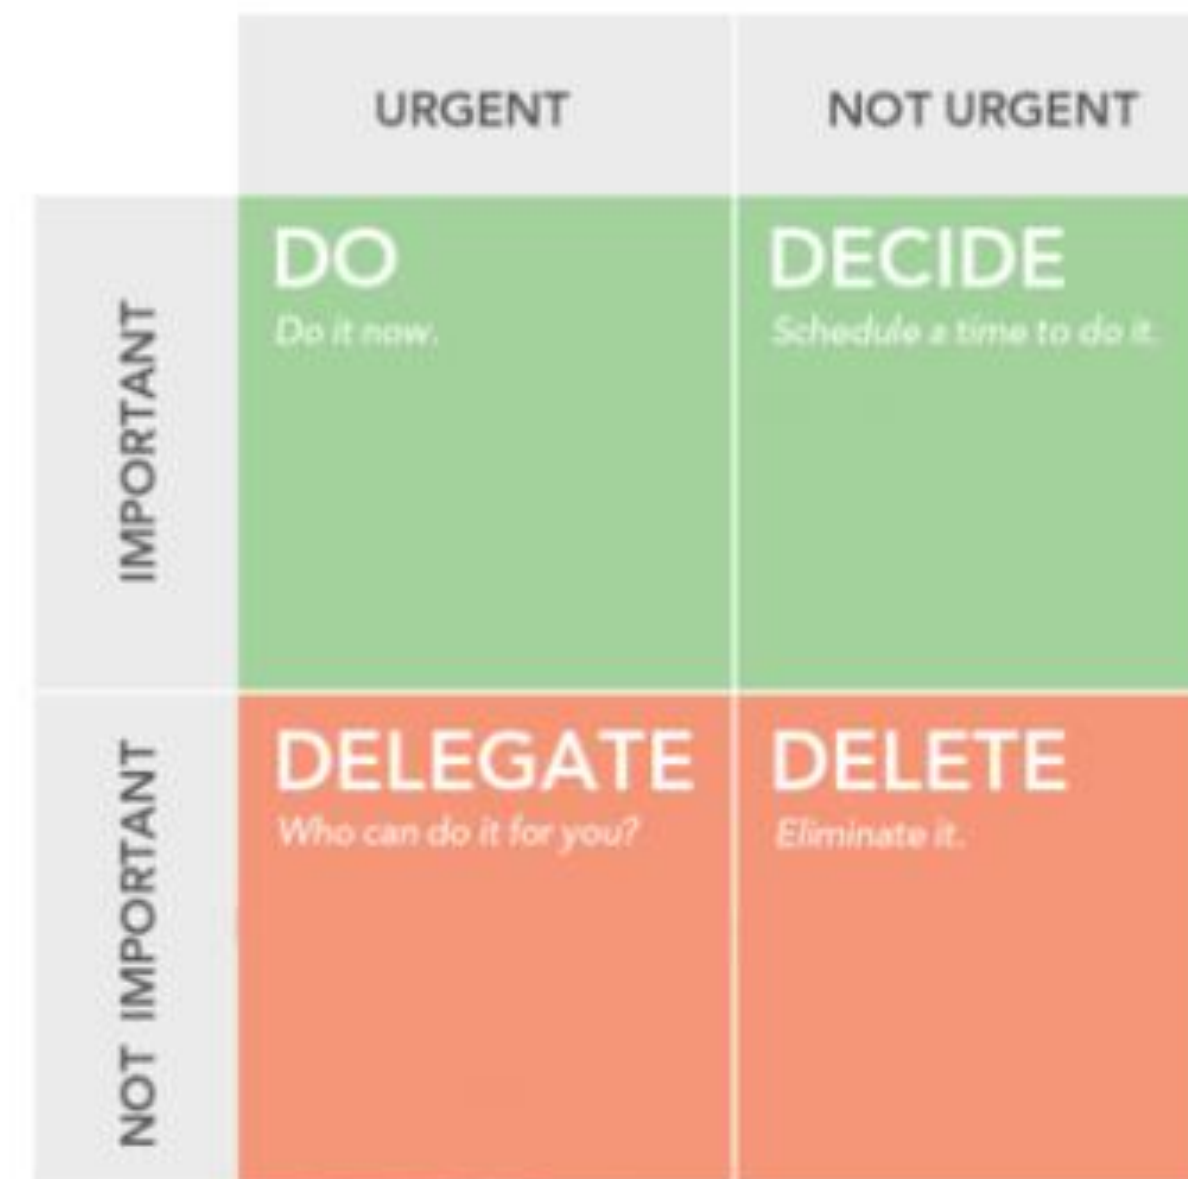 URGENT
NOT URGENT
IMPORTANT
DO
Do it now.
DECIDE
Schedule a time to do it.
NOT IMPORTANT
DELEGATE
Who can do it for you?
DELETE
Eliminate it.